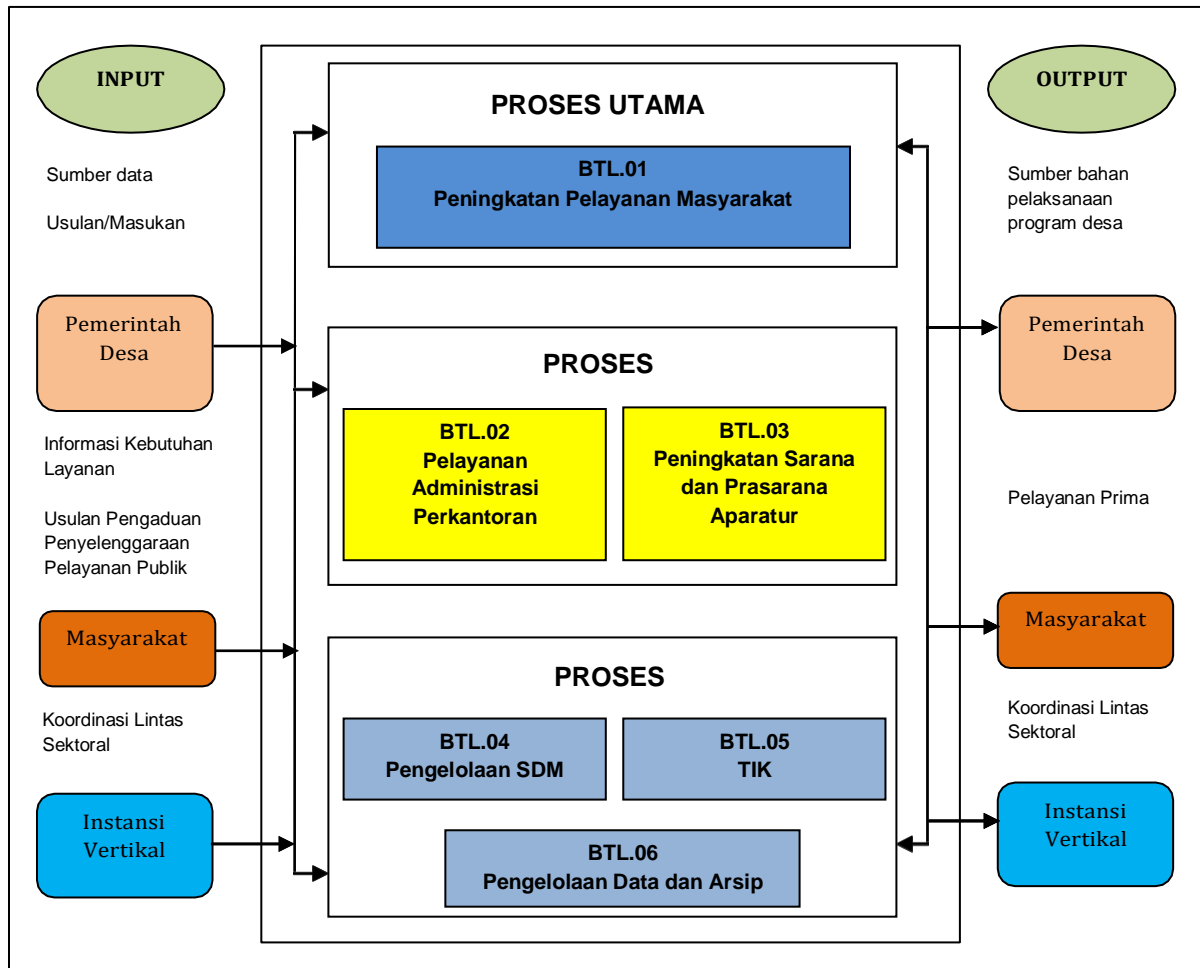 INPUT
Sumber data
Usulan/Masukan
Pemerintah
Desa
Informasi Kebutuhan
Layanan
Usulan Pengaduan
Penyelenggaraan
Pelayanan Publik
Masyarakat
Koordinasi Lintas
Sektoral
Instansi
Vertikal
PROSES UTAMA
BTL.01
Peningkatan Pelayanan Masyarakat
PROSES
BTL.02
Pelayanan
Administrasi
Perkantoran
BTL.03
Peningkatan Sarana
dan Prasarana
Aparatur
PROSES
BTL.04
Pengelolaan SDM
BTL.05
TIK
BTL.06
Pengelolaan Data dan Arsip
OUTPUT
Sumber bahan
pelaksanaan
program desa
Pemerintah
Desa
Pelayanan Prima
Masyarakat
Koordinasi Lintas
Sektoral
Instansi
Vertikal